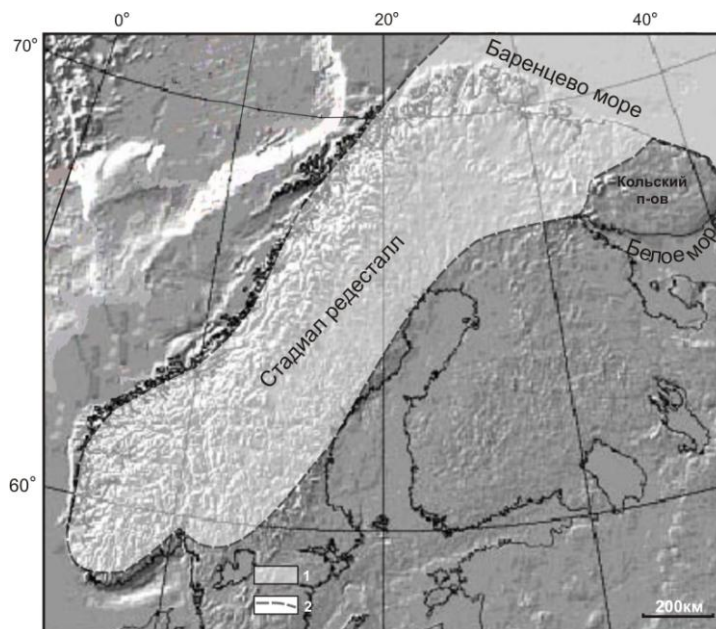 0°
20°
40°
70°
Баренцево море
Кольский
п-ов
Белое море
Стадиал редесталл
60°
1
2
200км